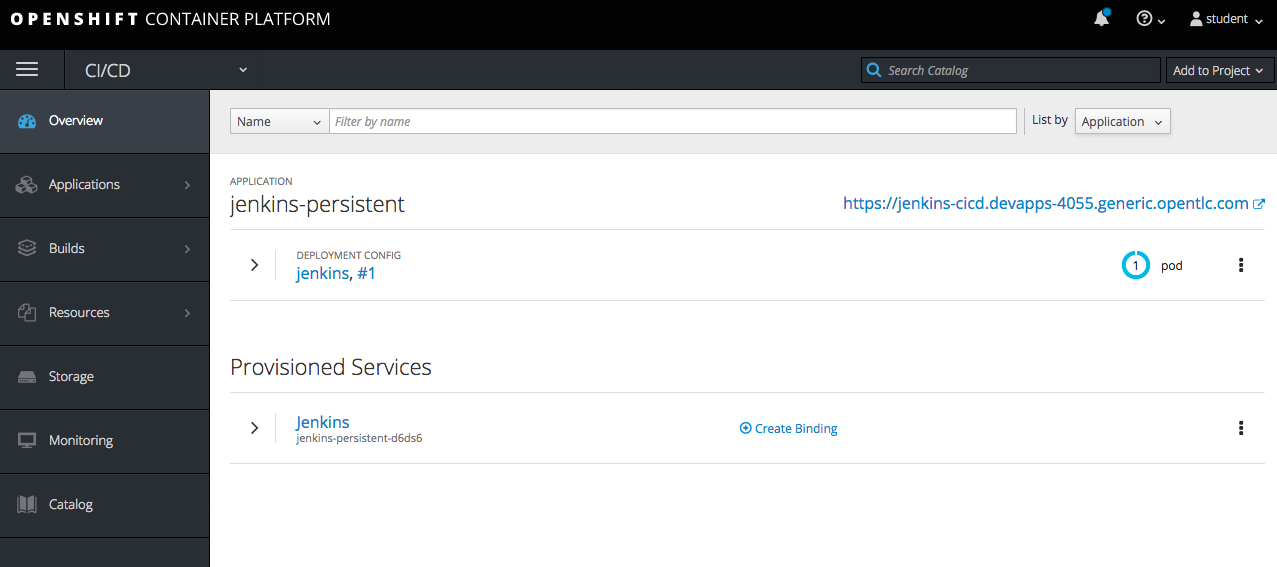 OPENSHIFT CONTAINER PLATFORM
student
CI/CD
Search Catalog
Add to Project
Overview
Applications
Builds
Resources
Storage
Monitoring
Catalog
Name
Filter by name
List by
Application
APPLICATION
jenkins-persistent
https://jenkins-cicd.devapps-4055.generic.opentlc.com
DEPLOYMENT CONFIG
jenkins, #1
1 pod
Provisioned Services
Jenkins
jenkins-persistent-d6ds6
Create Binding